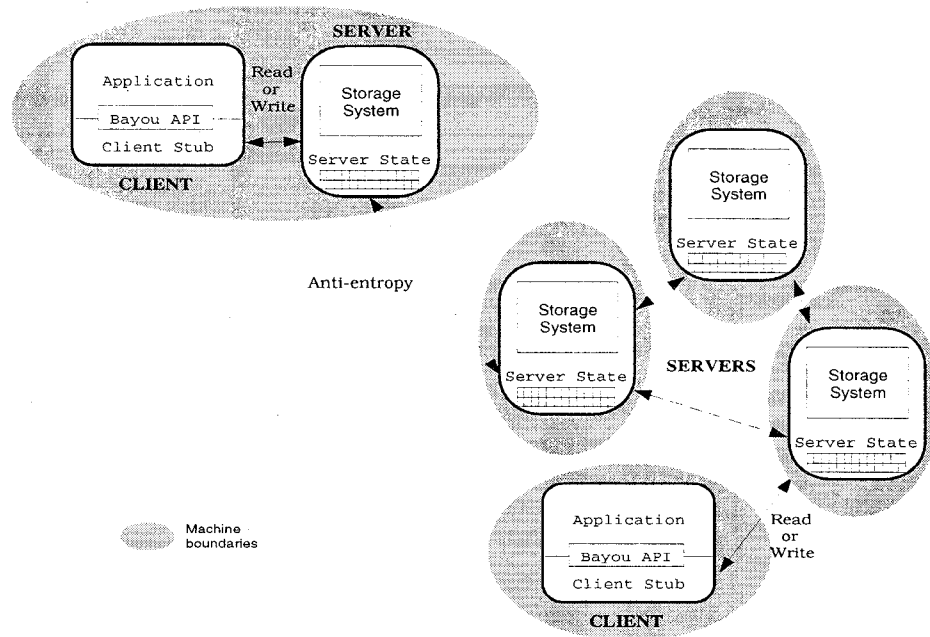 SERVER
Application
Bayou API
Client Stub
CLIENT
Read
or
Write
Storage
System
Server State
Anti-entropy
Storage
System
Server State
Storage
System
Server State
SERVERS
Storage
System
Server State
Machine
boundaries
Application
Bayou API
Client Stub
CLIENT
Read
or
Write